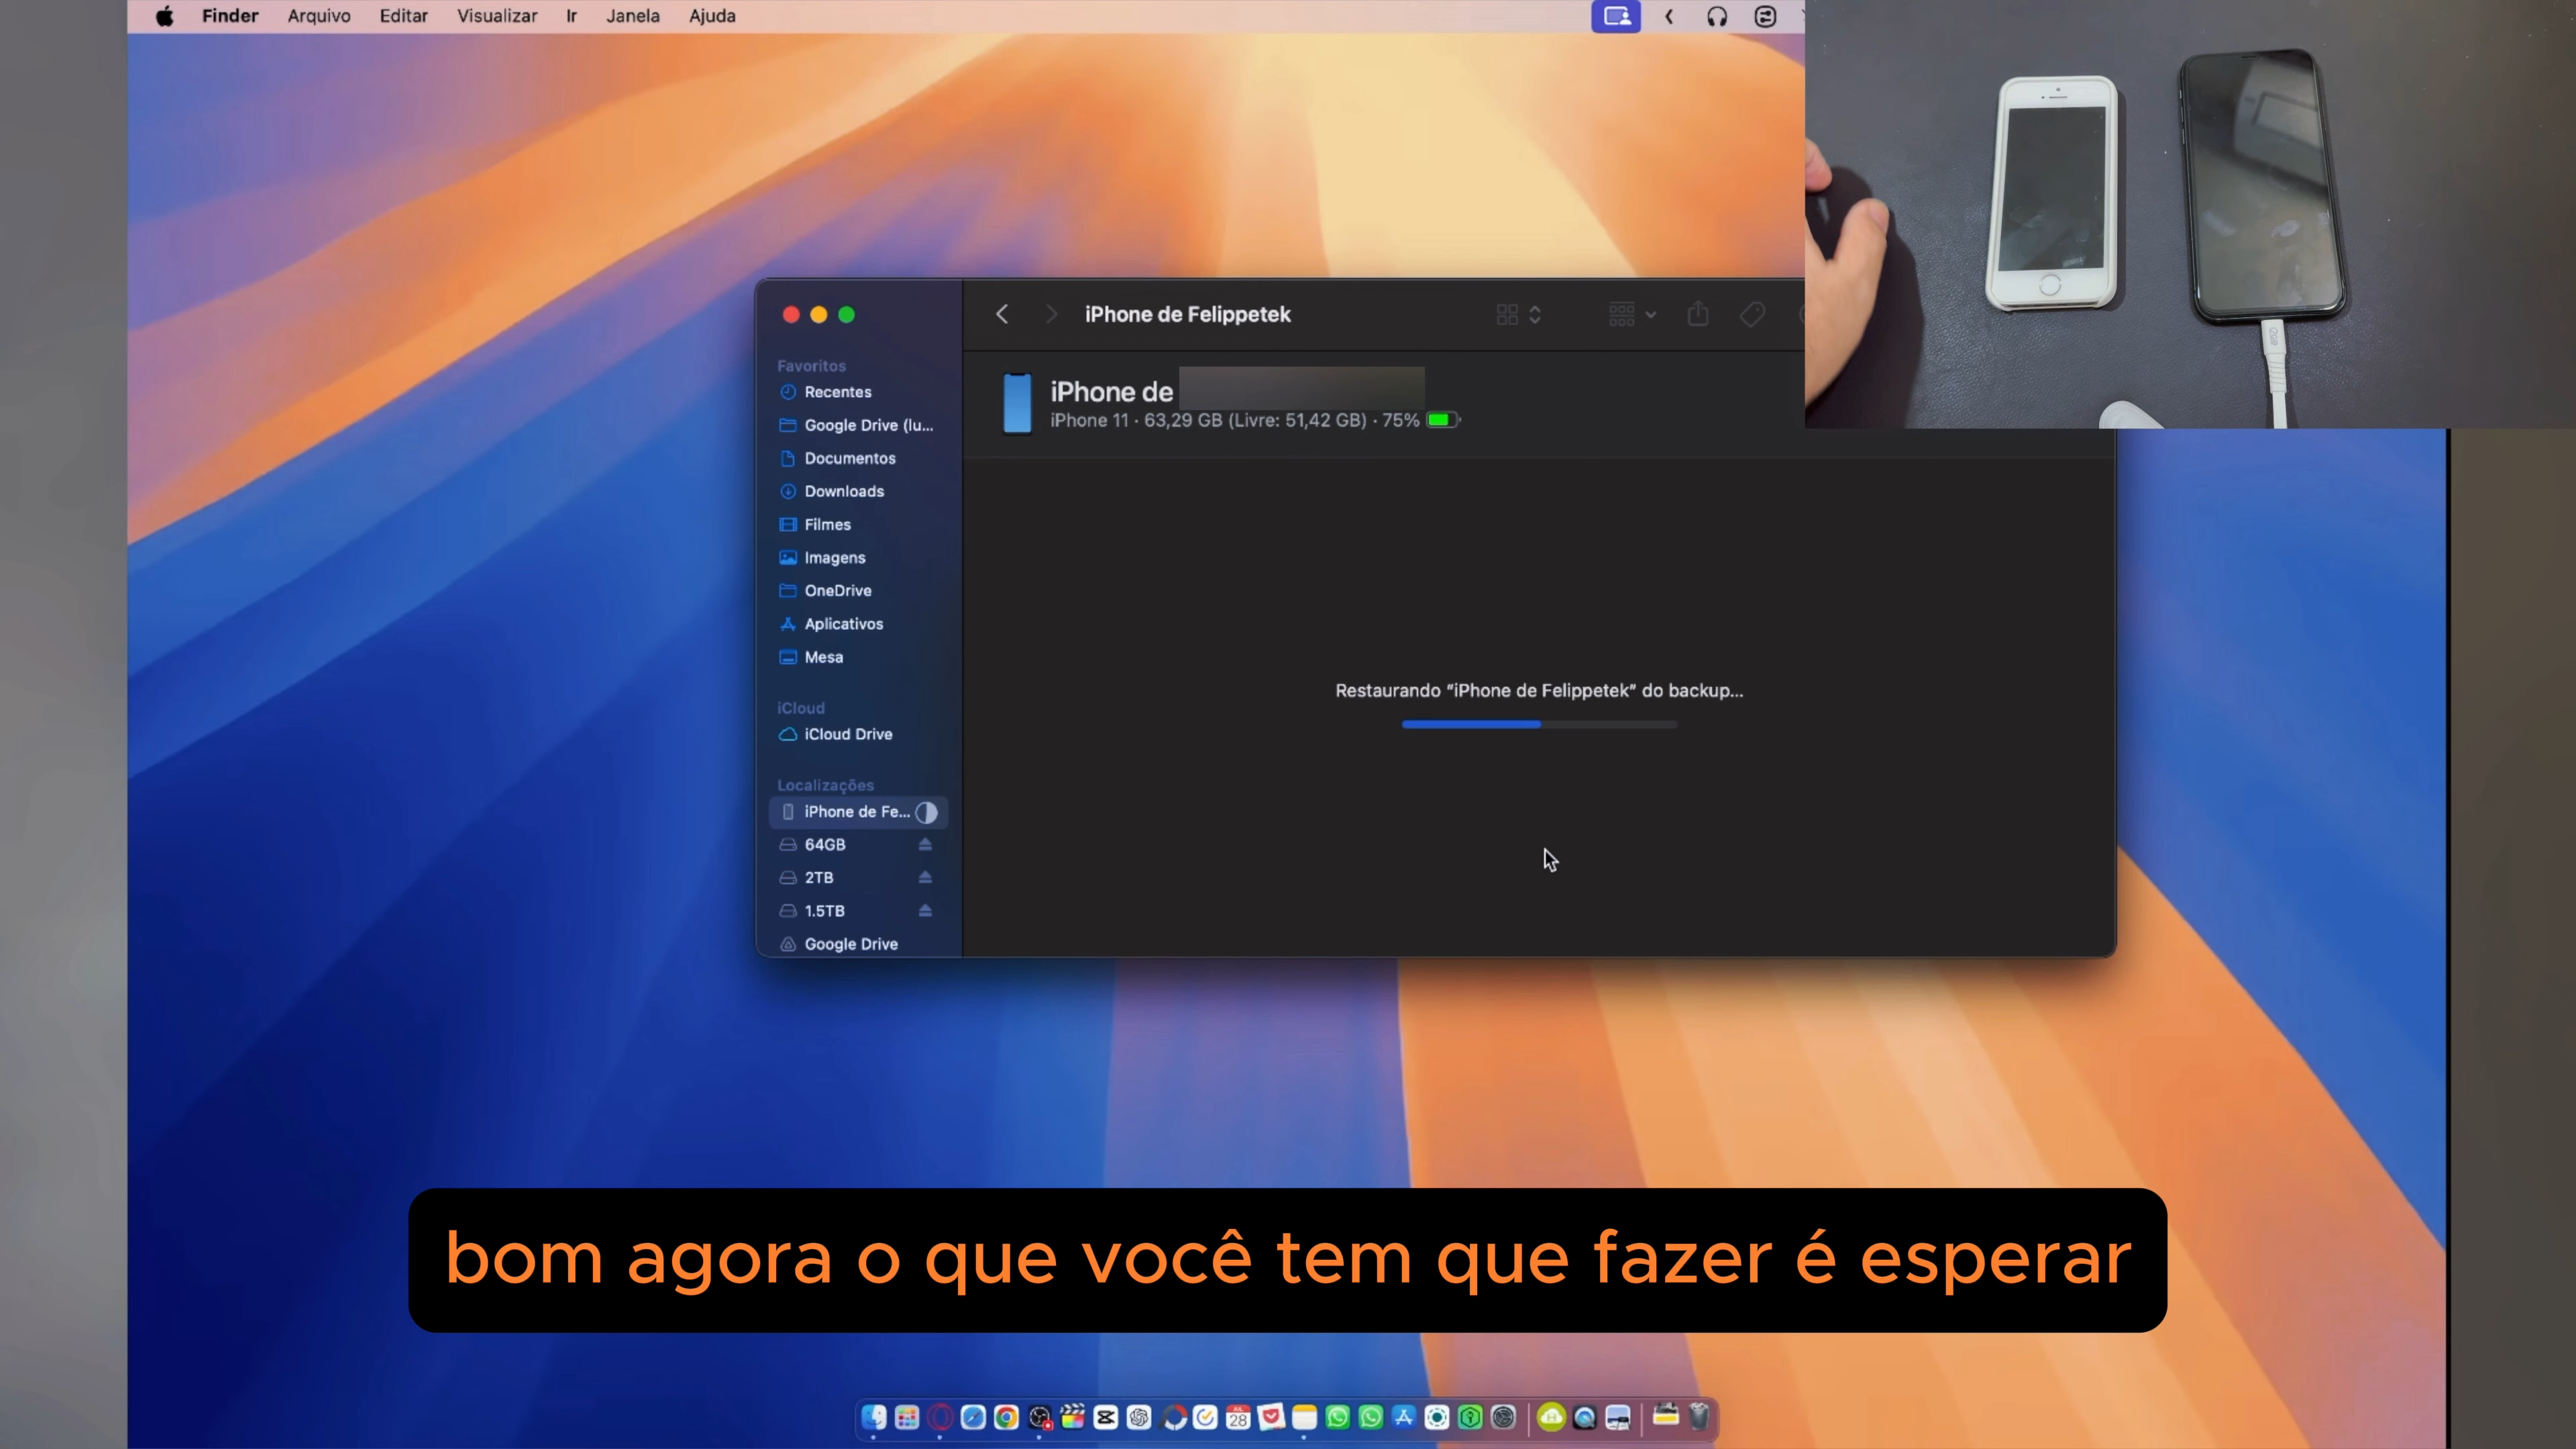 Finder Arquivo Editar Visualizar Ir Janela Ajuda
iPhone de Felippetek
Favoritos
Recentes
Google Drive (lu...
Documentos
Downloads
Filmes
Imagens
OneDrive
Aplicativos
Mesa
iCloud
iCloud Drive
Localizações
iPhone de Fe...
64GB
2TB
1.5TB
Google Drive
iPhone de
iPhone 11 · 63,29 GB (Livre: 51,42 GB) · 75%
Restaurando “iPhone de Felippetek” do backup...
bom agora o que você tem que fazer é esperar
JUL.
28